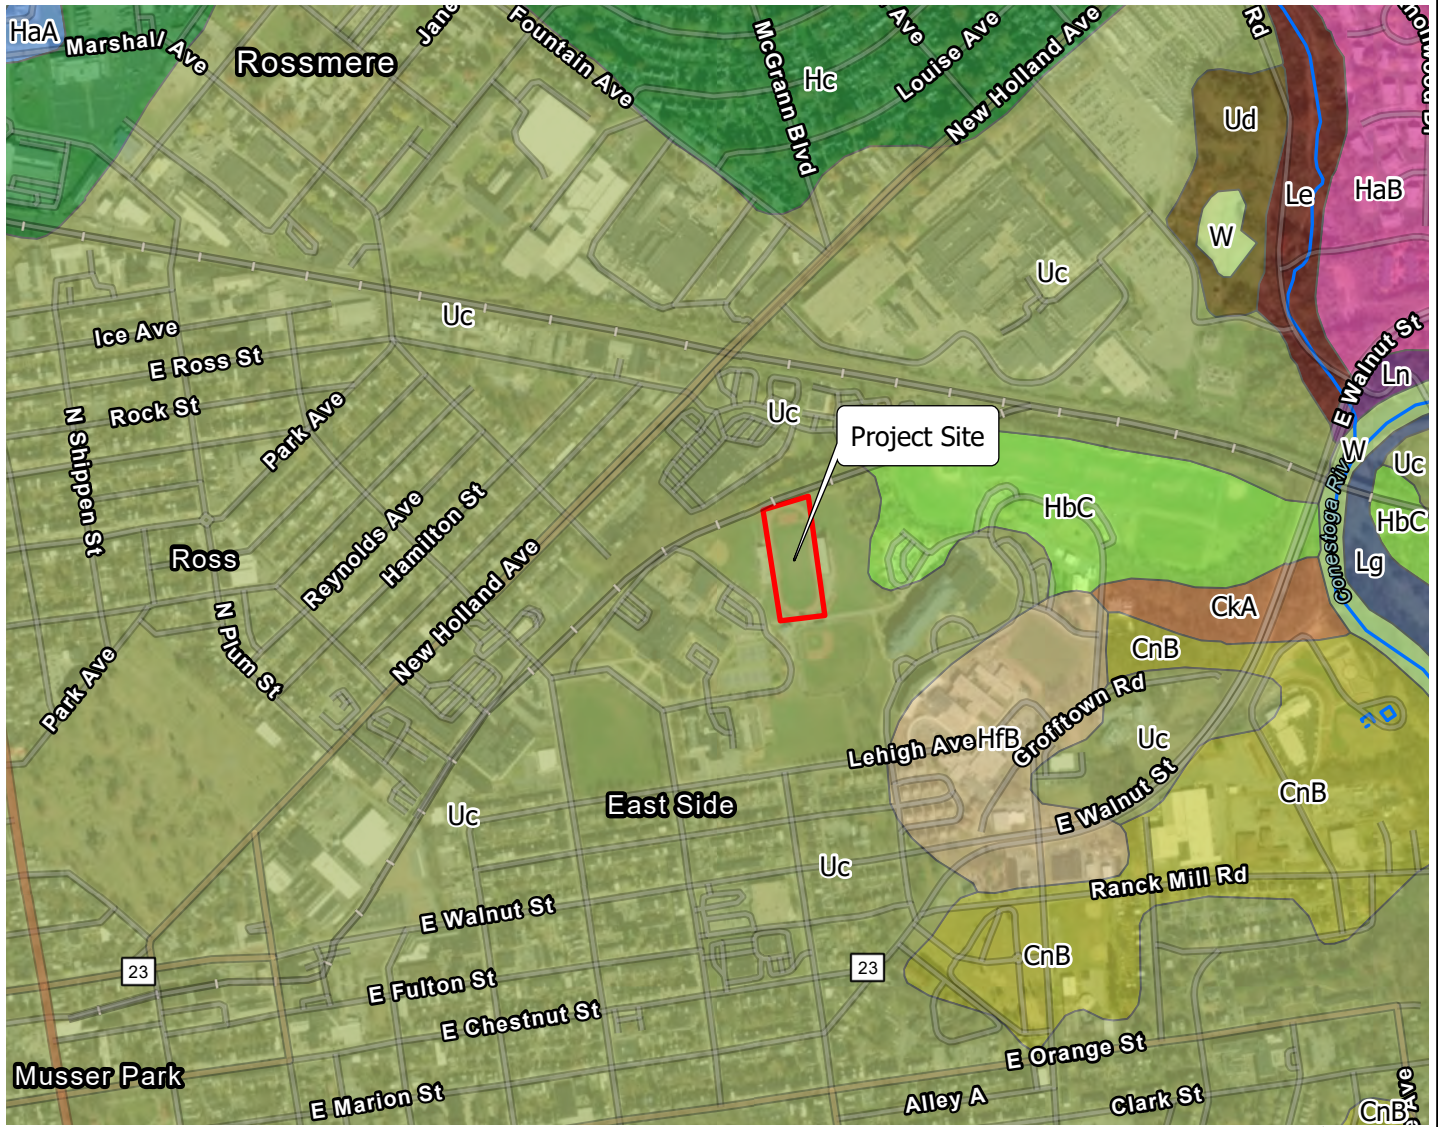 HaA
Marshall Ave
Rossmere
Jane
Fountain Ave
McGrann Blvd
Ave
Louise Ave
New Holland Ave
Hc
Rd
Ud
Le
HaB
W
Uc
Uc
Ice Ave
E Ross St
Rock St
N Shippen St
Park Ave
Uc
Project Site
E Walnut St
Ln
W
Uc
HbC
HbC
Conestoga Riv
Lg
Reynolds Ave
Hamilton St
Ross
New Holland Ave
N Plum St
Park Ave
CkA
CnB
Grofftown Rd
Lehigh Ave
HfB
Uc
CnB
E Walnut St
East Side
Uc
Uc
Ranck Mill Rd
E Walnut St
CnB
23
23
E Fulton St
E Chestnut St
E Orange St
Musser Park
E Marion St
Alley A
Clark St
Ave
CnB